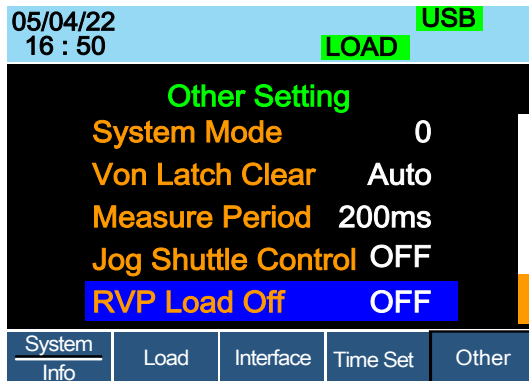 05/04/22 USB
16 : 50 LOAD
Other Setting
System Mode 0
Von Latch Clear Auto
Measure Period 200ms
Jog Shuttle Control OFF
RVP Load Off OFF
System
Info Load Interface Time Set Other